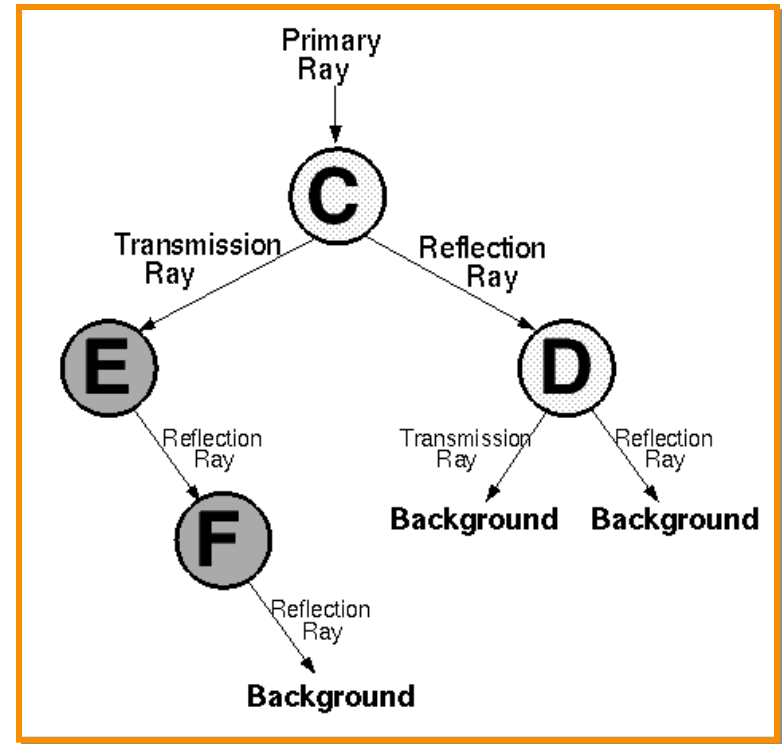 Primary
Ray
C
Transmission
Ray
Reflection
Ray
E
D
Reflection
Ray
Transmission
Ray
Reflection
Ray
Background
Background
F
Reflection
Ray
Background